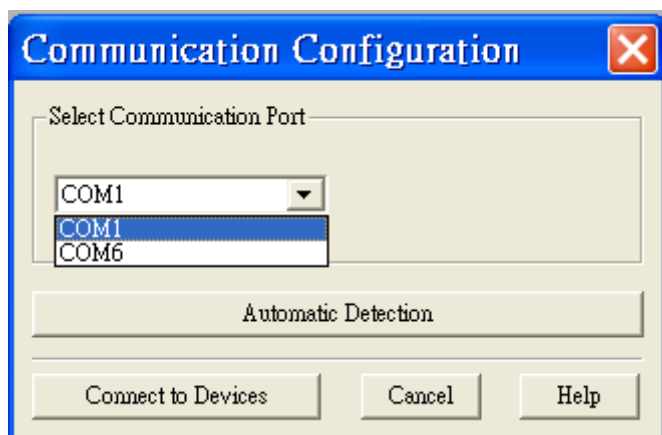 Communication Configuration
Select Communication Port
COM1
COM1
COM6
Automatic Detection
Connect to Devices Cancel Help